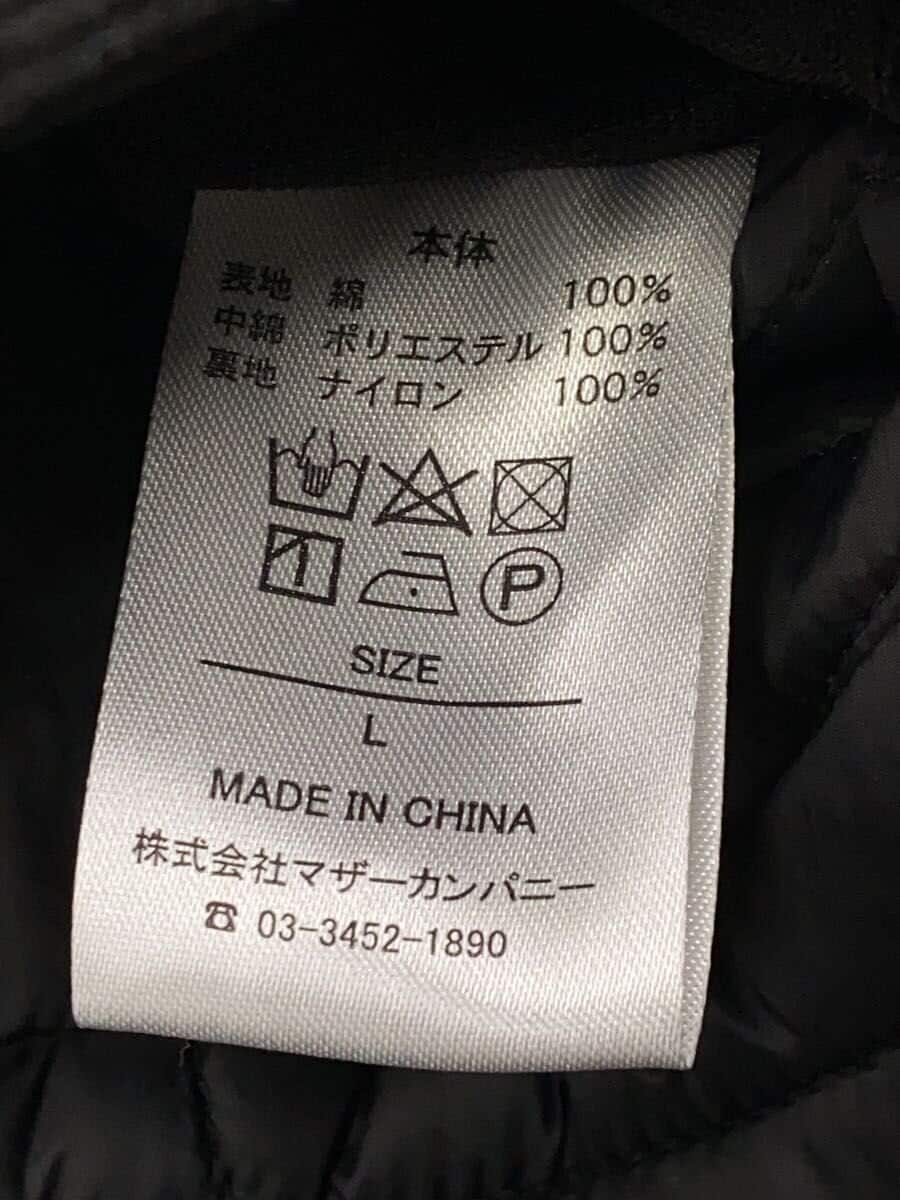 本体
表地 綿 100%
中綿 ポリエステル 100%
裏地 ナイロン 100%
P
SIZE
L
MADE IN CHINA
株式会社マザーカンパニー
☎ 03-3452-1890